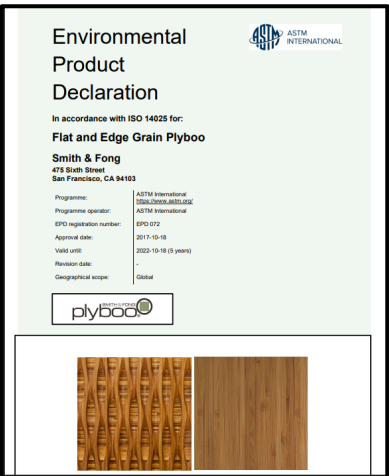 Environmental
Product
Declaration
ASTM
INTERNATIONAL
In accordance with ISO 14025 for:
Flat and Edge Grain Plyboo
Smith & Fong
475 Sixth Street
San Francisco, CA 94103
Programme: ASTM International
https://www.astm.org/
Programme operator: ASTM International
EPD registration number: EPD 072
Approval date: 2017-10-18
Valid until: 2022-10-18 (5 years)
Revision date: -
Geographical scope: Global
SMITH & FONG
plyboo